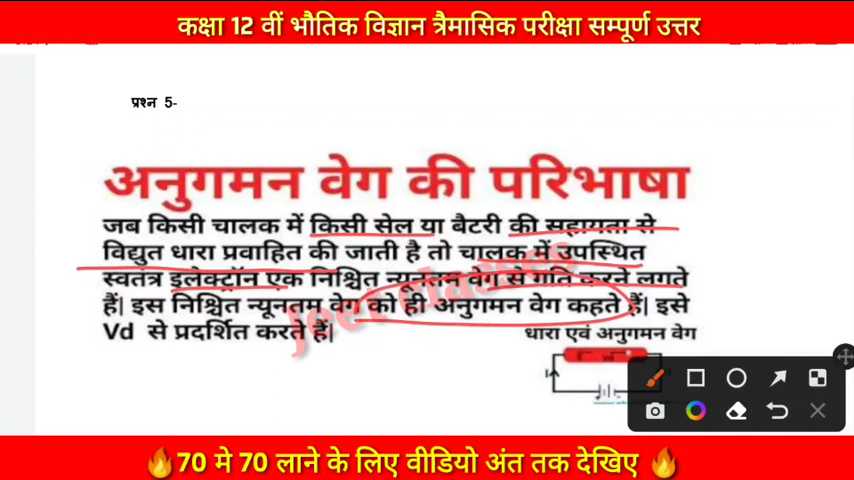 कक्षा 12 वीं भौतिक विज्ञान त्रैमासिक परीक्षा सम्पूर्ण उत्तर
प्रश्न 5-
अनुगमन वेग की परिभाषा
जब किसी चालक में किसी सेल या बैटरी की सहायता से
विद्युत धारा प्रवाहित की जाती है तो चालक में उपस्थित
स्वतंत्र इलेक्ट्रॉन एक निश्चित न्यूनतम वेग से गति करने लगते
हैं| इस निश्चित न्यूनतम वेग को ही अनुगमन वेग कहते हैं| इसे
Vd से प्रदर्शित करते हैं|
Jeet classes
धारा एवं अनुगमन वेग
🔥70 मे 70 लाने के लिए वीडियो अंत तक देखिए 🔥